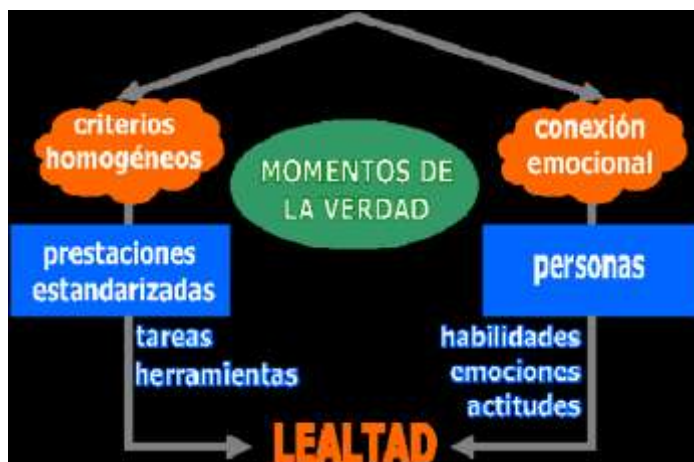 criterios
homogéneos
MOMENTOS DE
LA VERDAD
conexión
emocional
prestaciones
estandarizadas
personas
tareas
herramientas
habilidades
emociones
actitudes
LEALTAD